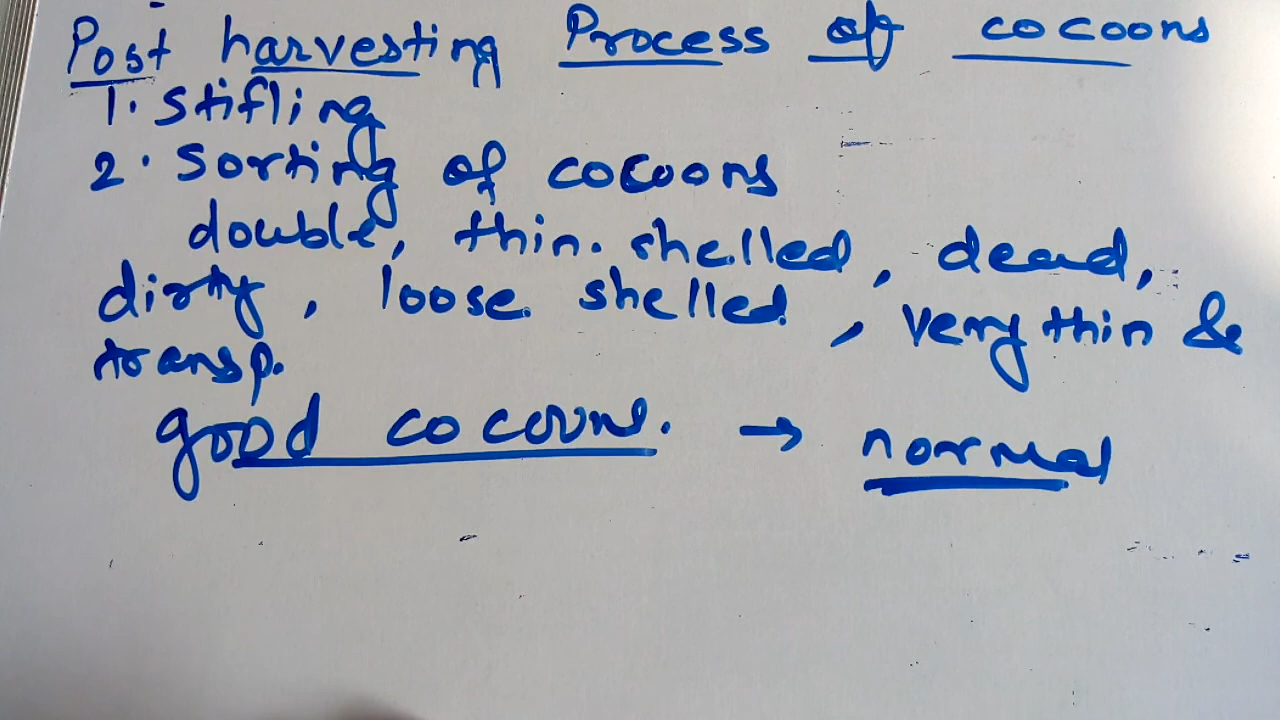 Post harvesting Process of cocoons
1. Stifling
2. Sorting of cocoons
double, thin. shelled, dead,
dirty, loose. shelled, very thin &
transp.
good cocoons. → normal